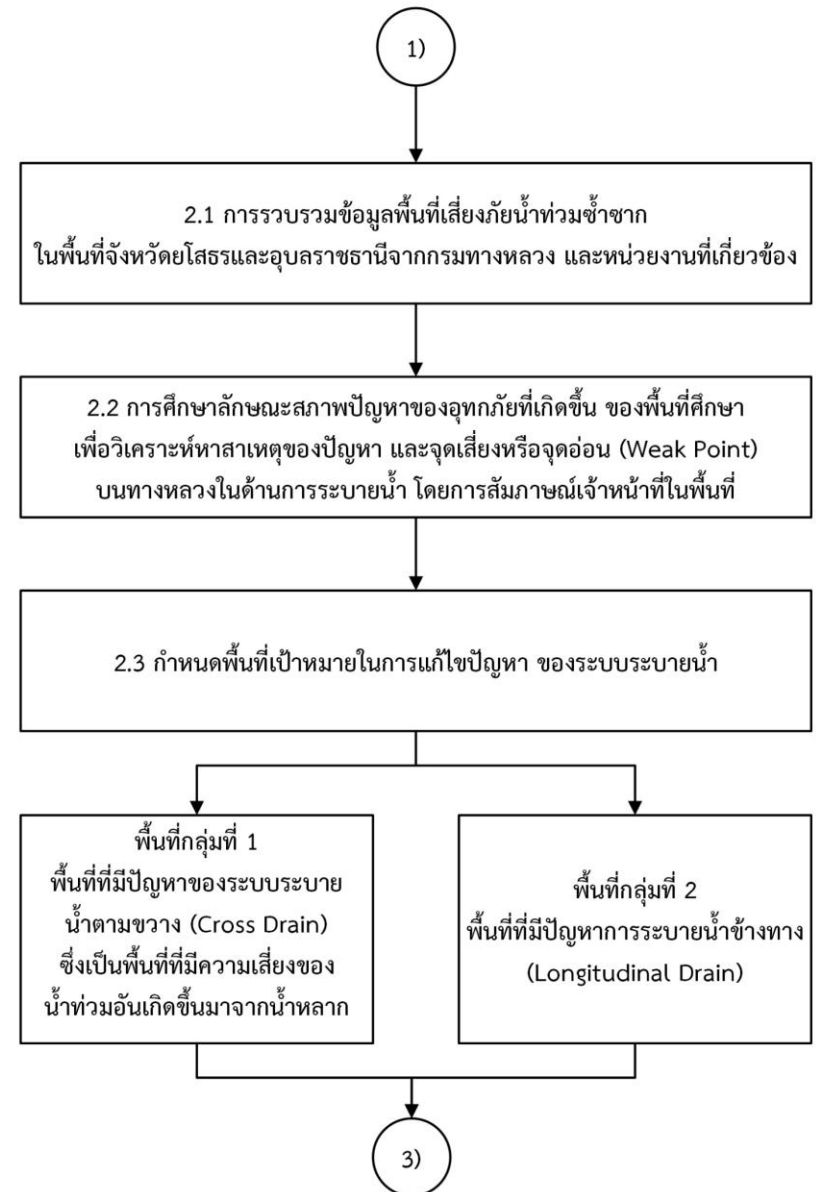 1)
2.1 การรวบรวมข้อมูลพื้นที่เสี่ยงภัยน้ำท่วมซ้ำซาก
ในพื้นที่จังหวัดยโสธรและอุบลราชธานีจากกรมทางหลวง และหน่วยงานที่เกี่ยวข้อง
2.2 การศึกษาลักษณะสภาพปัญหาของอุทกภัยที่เกิดขึ้น ของพื้นที่ศึกษา
เพื่อวิเคราะห์หาสาเหตุของปัญหา และจุดเสี่ยงหรือจุดอ่อน (Weak Point)
บนทางหลวงในด้านการระบายน้ำ โดยการสัมภาษณ์เจ้าหน้าที่ในพื้นที่
2.3 กำหนดพื้นที่เป้าหมายในการแก้ไขปัญหา ของระบบระบายน้ำ
พื้นที่กลุ่มที่ 1
พื้นที่ที่มีปัญหาของระบบระบาย
น้ำตามขวาง (Cross Drain)
ซึ่งเป็นพื้นที่ที่มีความเสี่ยงของ
น้ำท่วมอันเกิดขึ้นมาจากน้ำหลาก
พื้นที่กลุ่มที่ 2
พื้นที่ที่มีปัญหาการระบายน้ำข้างทาง
(Longitudinal Drain)
3)